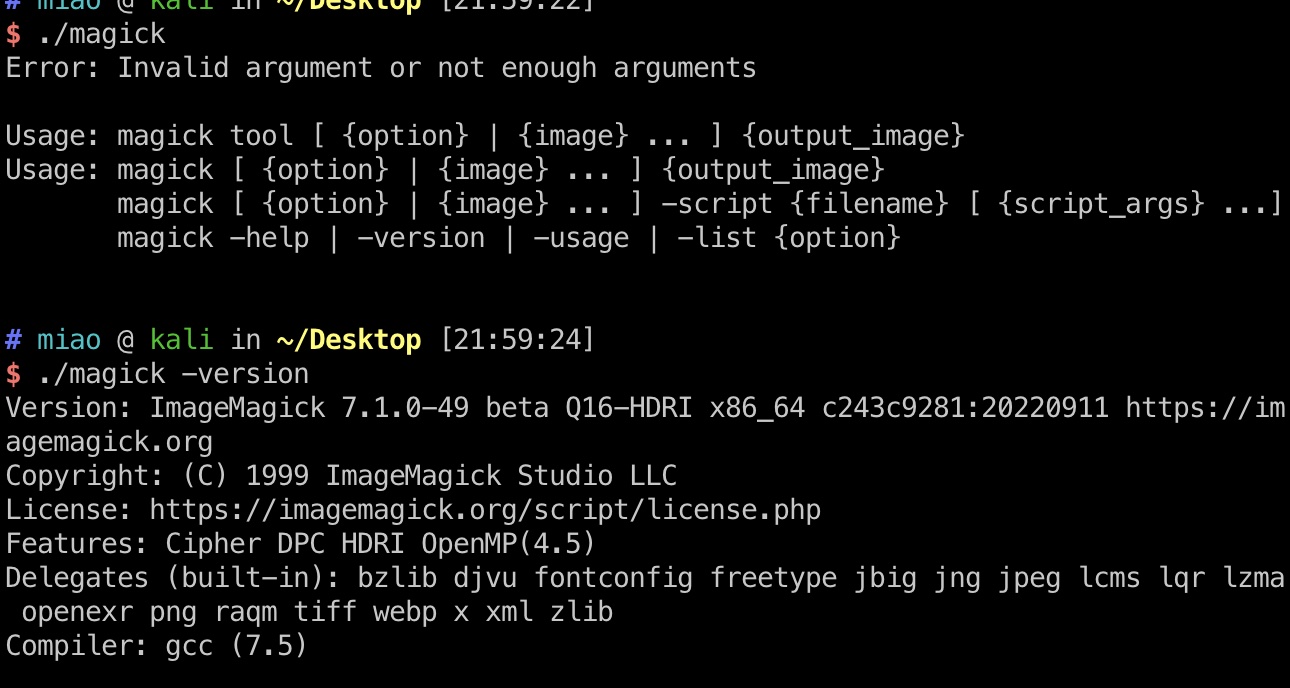 # miao @ kali in ~/Desktop [21:59:22]
$ ./magick
Error: Invalid argument or not enough arguments
Usage: magick tool [ {option} | {image} ... ] {output_image}
Usage: magick [ {option} | {image} ... ] {output_image}
magick [ {option} | {image} ... ] -script {filename} [ {script_args} ...]
magick -help | -version | -usage | -list {option}
# miao @ kali in ~/Desktop [21:59:24]
$ ./magick -version
Version: ImageMagick 7.1.0-49 beta Q16-HDRI x86_64 c243c9281:20220911 https://im
agemagick.org
Copyright: (C) 1999 ImageMagick Studio LLC
License: https://imagemagick.org/script/license.php
Features: Cipher DPC HDRI OpenMP(4.5)
Delegates (built-in): bzlib djvu fontconfig freetype jbig jng jpeg lcms lqr lzma
openexr png raqm tiff webp x xml zlib
Compiler: gcc (7.5)